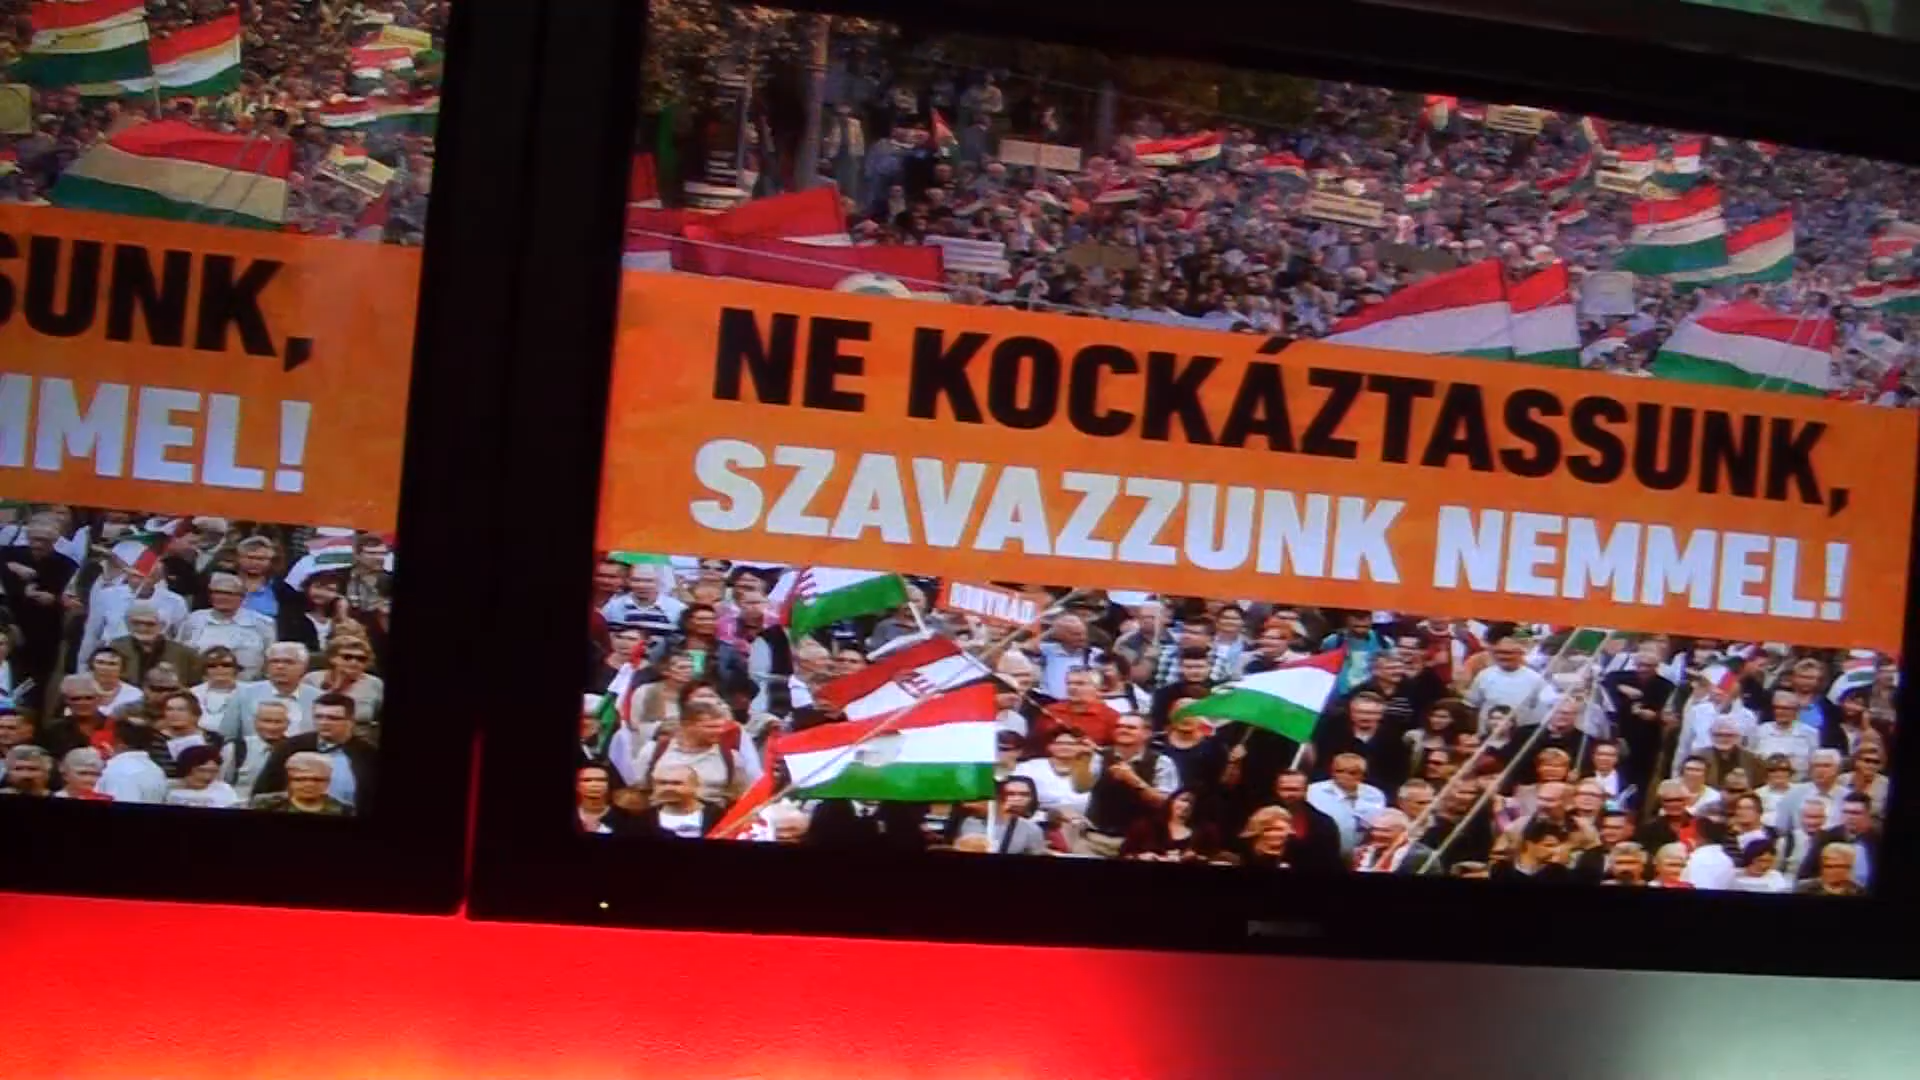 SUNK,
MMEL!
NE KOCKÁZTASSUNK,
SZAVAZZUNK NEMMEL!